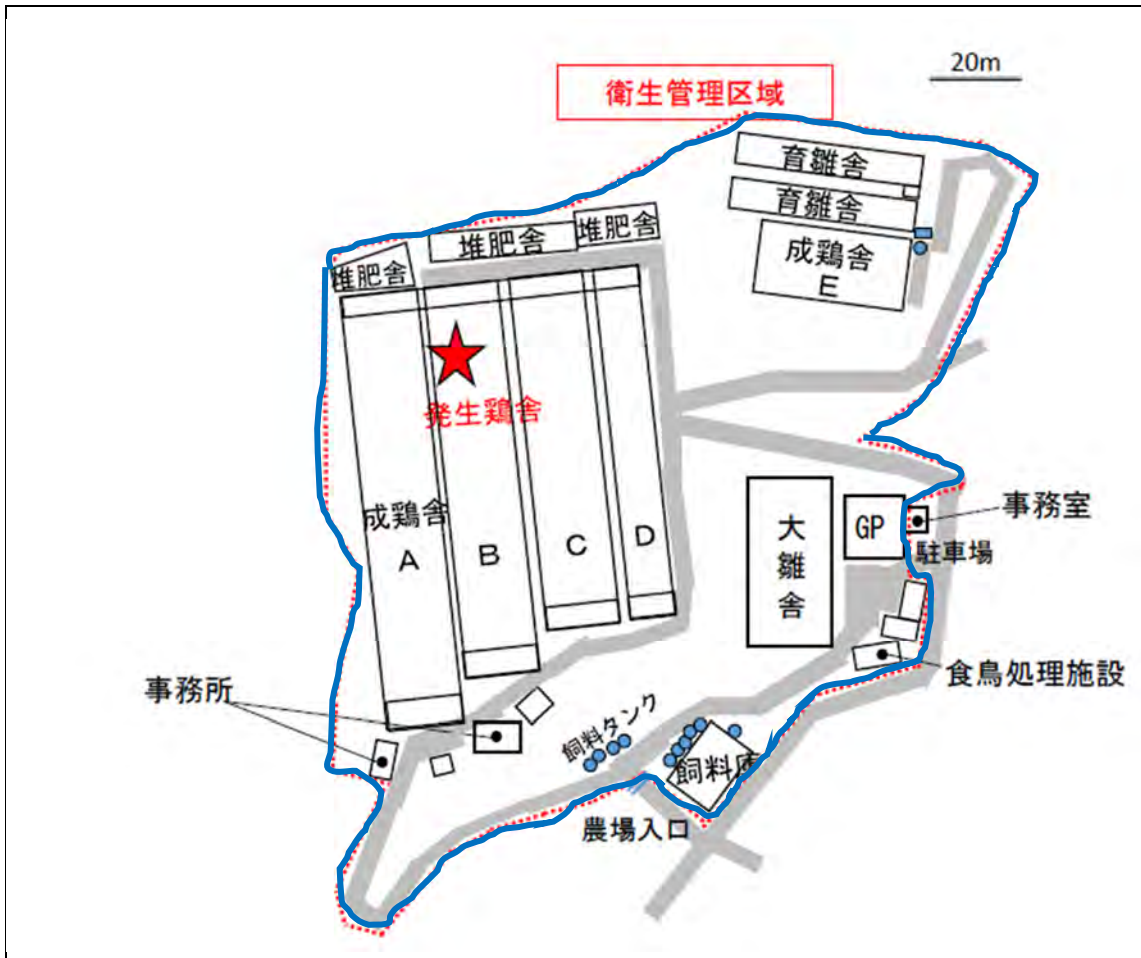 20m
衛生管理区域
育雛舎
育雛舎
成鶏舎
E
堆肥舎
堆肥舎
堆肥舎
発生鶏舎
成鶏舎
A
B
C
D
大雛舎
GP
事務室
駐車場
食鳥処理施設
事務所
飼料タンク
飼料庫
農場入口